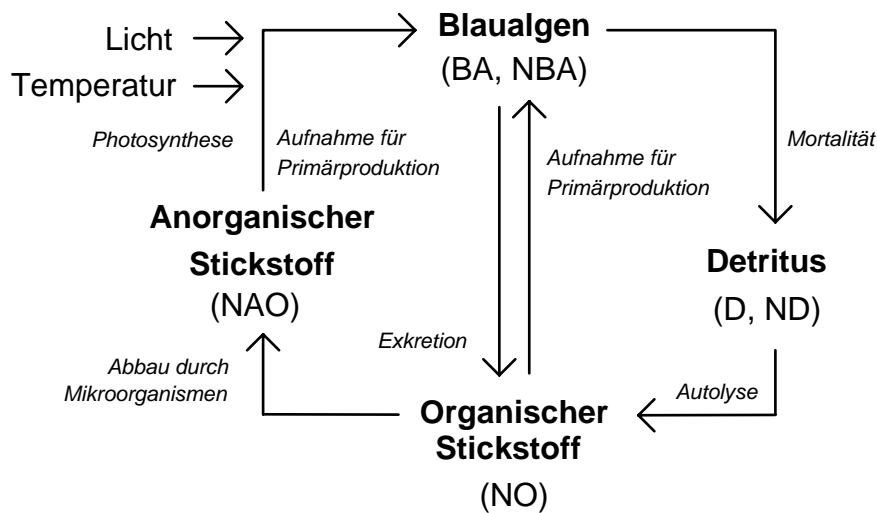 Licht
Temperatur
Photosynthese
Aufnahme für
Primärproduktion
Blaualgen
(BA, NBA)
Aufnahme für
Primärproduktion
Mortalität
Anorganischer
Stickstoff
(NAO)
Detritus
(D, ND)
Exkretion
Abbau durch
Mikroorganismen
Autolyse
Organischer
Stickstoff
(NO)